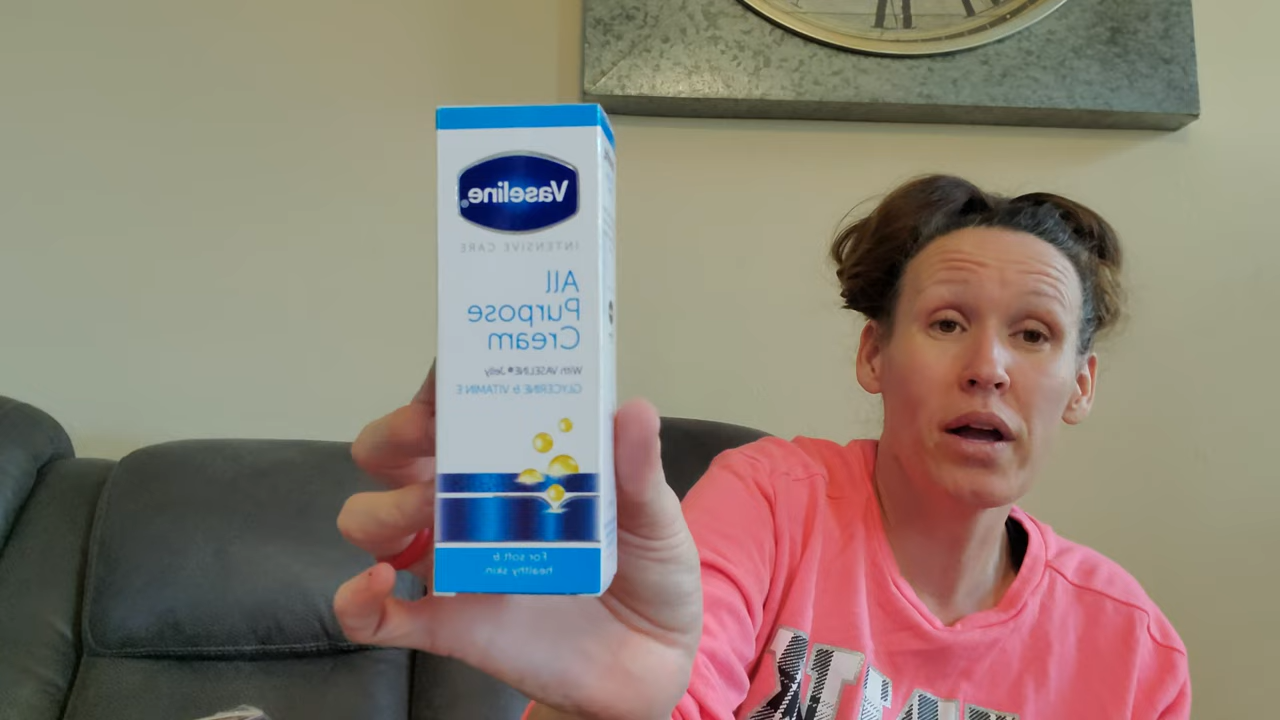 Vaseline®
INTENSIVE CARE
All
Purpose
Cream
With VASELINE® Jelly
GLYCERINE & VITAMIN E
For soft &
healthy skin.